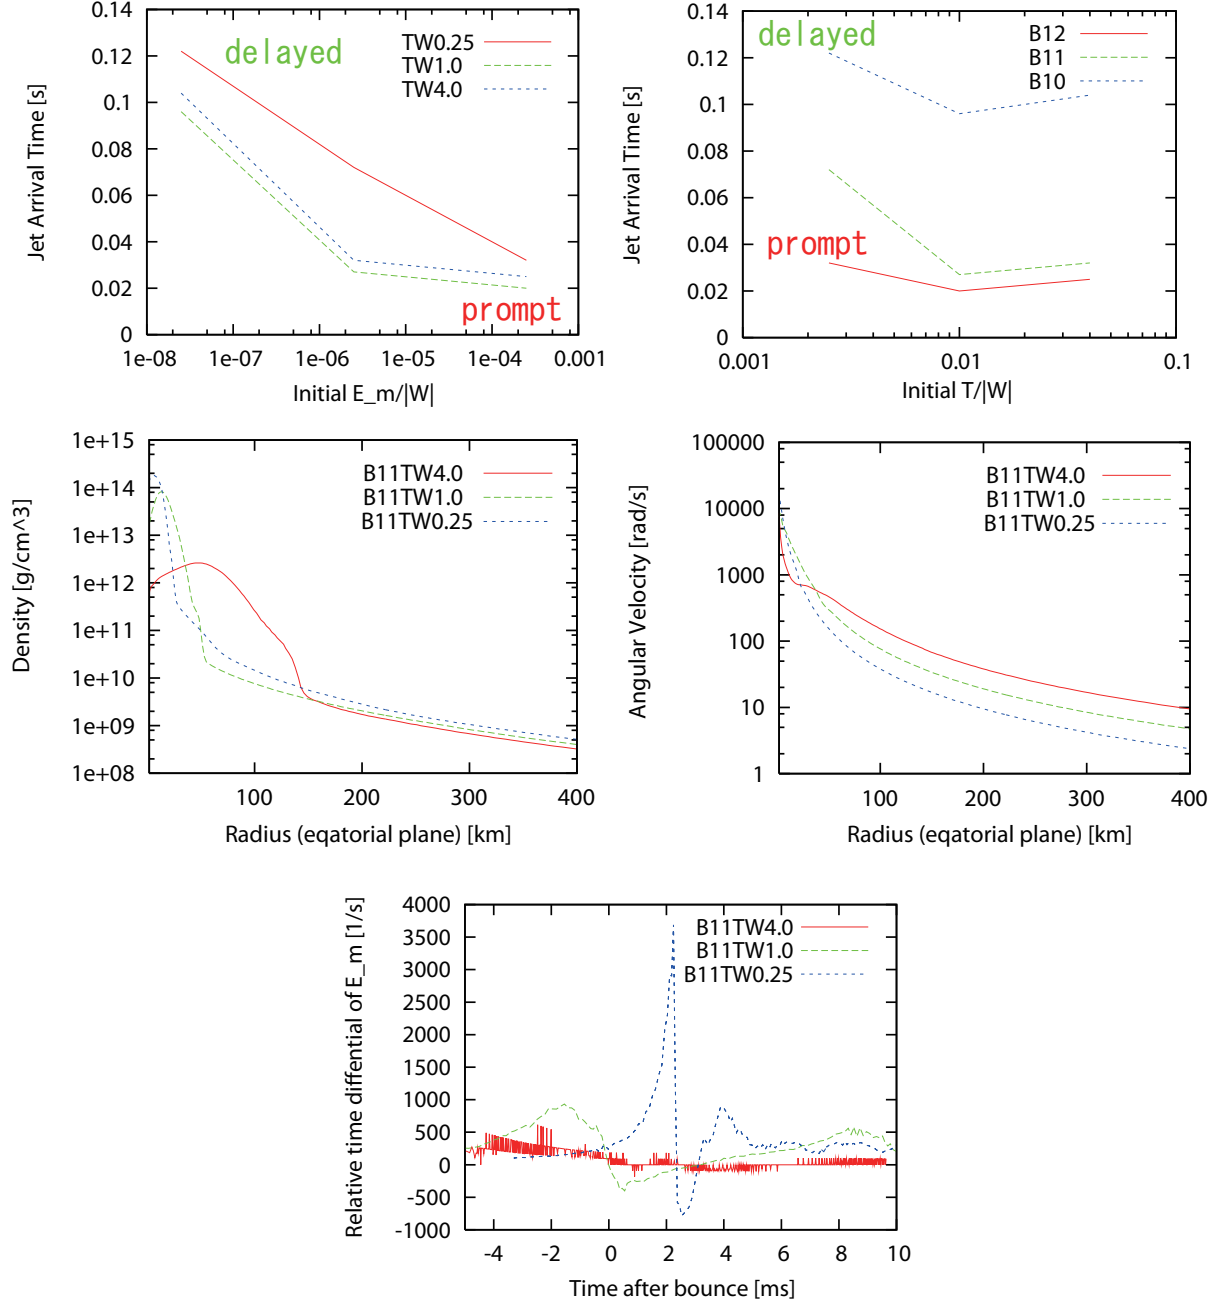 0.14
0.12
0.1
0.08
0.06
0.04
0.02
0
Jet Arrival Time [s]
delayed
TW0.25
TW1.0
TW4.0
prompt
1e-08 1e-07 1e-06 1e-05 1e-04 0.001
Initial E_m/|W|
0.14
0.12
0.1
0.08
0.06
0.04
0.02
0
Jet Arrival Time [s]
delayed
B12
B11
B10
prompt
0.001 0.01 0.1
Initial T/|W|
1e+15
1e+14
1e+13
1e+12
1e+11
1e+10
1e+09
1e+08
Density [g/cm^3]
B11TW4.0
B11TW1.0
B11TW0.25
100 200 300 400
Radius (eqatorial plane) [km]
100000
10000
1000
100
10
1
Angular Velocity [rad/s]
B11TW4.0
B11TW1.0
B11TW0.25
100 200 300 400
Radius (eqatorial plane) [km]
4000
3500
3000
2500
2000
1500
1000
500
0
-500
-1000
Relative time diffential of E_m [1/s]
B11TW4.0
B11TW1.0
B11TW0.25
-4 -2 0 2 4 6 8 10
Time after bounce [ms]